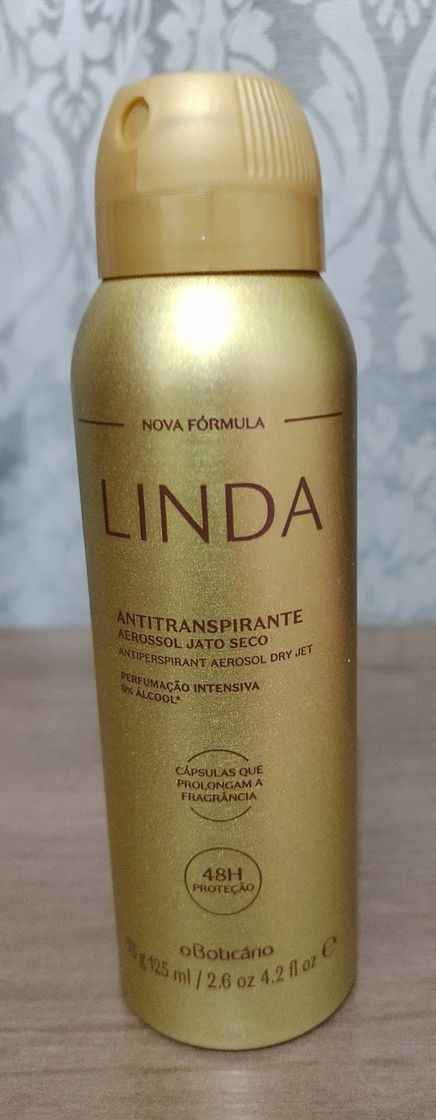 NOVA FÓRMULA
LINDA
ANTITRANSPIRANTE
AEROSSOL JATO SECO
ANTIPERSPIRANT AEROSOL DRY JET
PERFUMAÇÃO INTENSIVA
0% ÁLCOOL*
CÁPSULAS QUE
PROLONGAM A
FRAGRÂNCIA
48H
PROTEÇÃO
oBoticário
g 125 ml / 2.6 oz 4.2 fl oz ℮